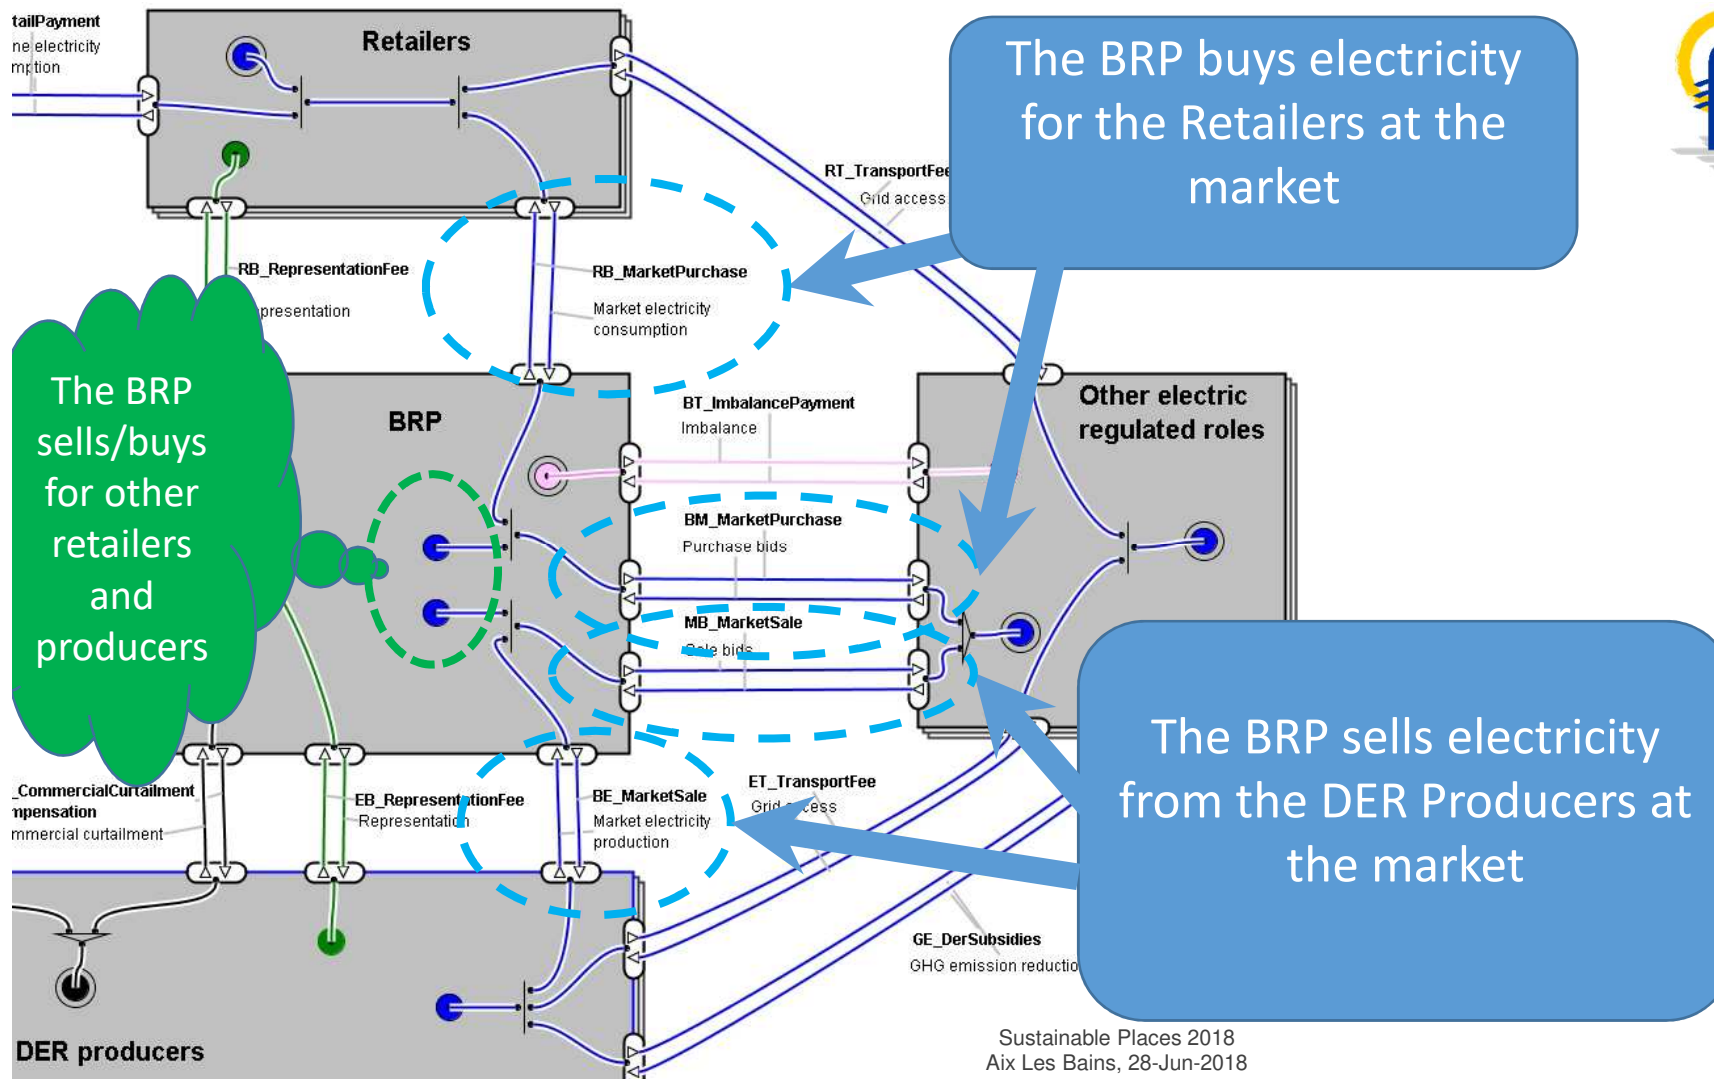 tailPayment
ne electricity
mption
Retailers
The BRP buys electricity
for the Retailers at the
market
RT_TransportFee
Grid access
RB_RepresentationFee
presentation
RB_MarketPurchase
Market electricity
consumption
The BRP
sells/buys
for other
retailers
and
producers
BRP
BT_ImbalancePayment
Imbalance
Other electric
regulated roles
BM_MarketPurchase
Purchase bids
MB_MarketSale
Sale bids
The BRP sells electricity
from the DER Producers at
the market
_CommercialCurtailment
mpensation
mmercial curtailment
EB_RepresentationFee
Representation
BE_MarketSale
Market electricity
production
ET_TransportFee
Grid access
GE_DerSubsidies
GHG emission reductio
DER producers
Sustainable Places 2018
Aix Les Bains, 28-Jun-2018